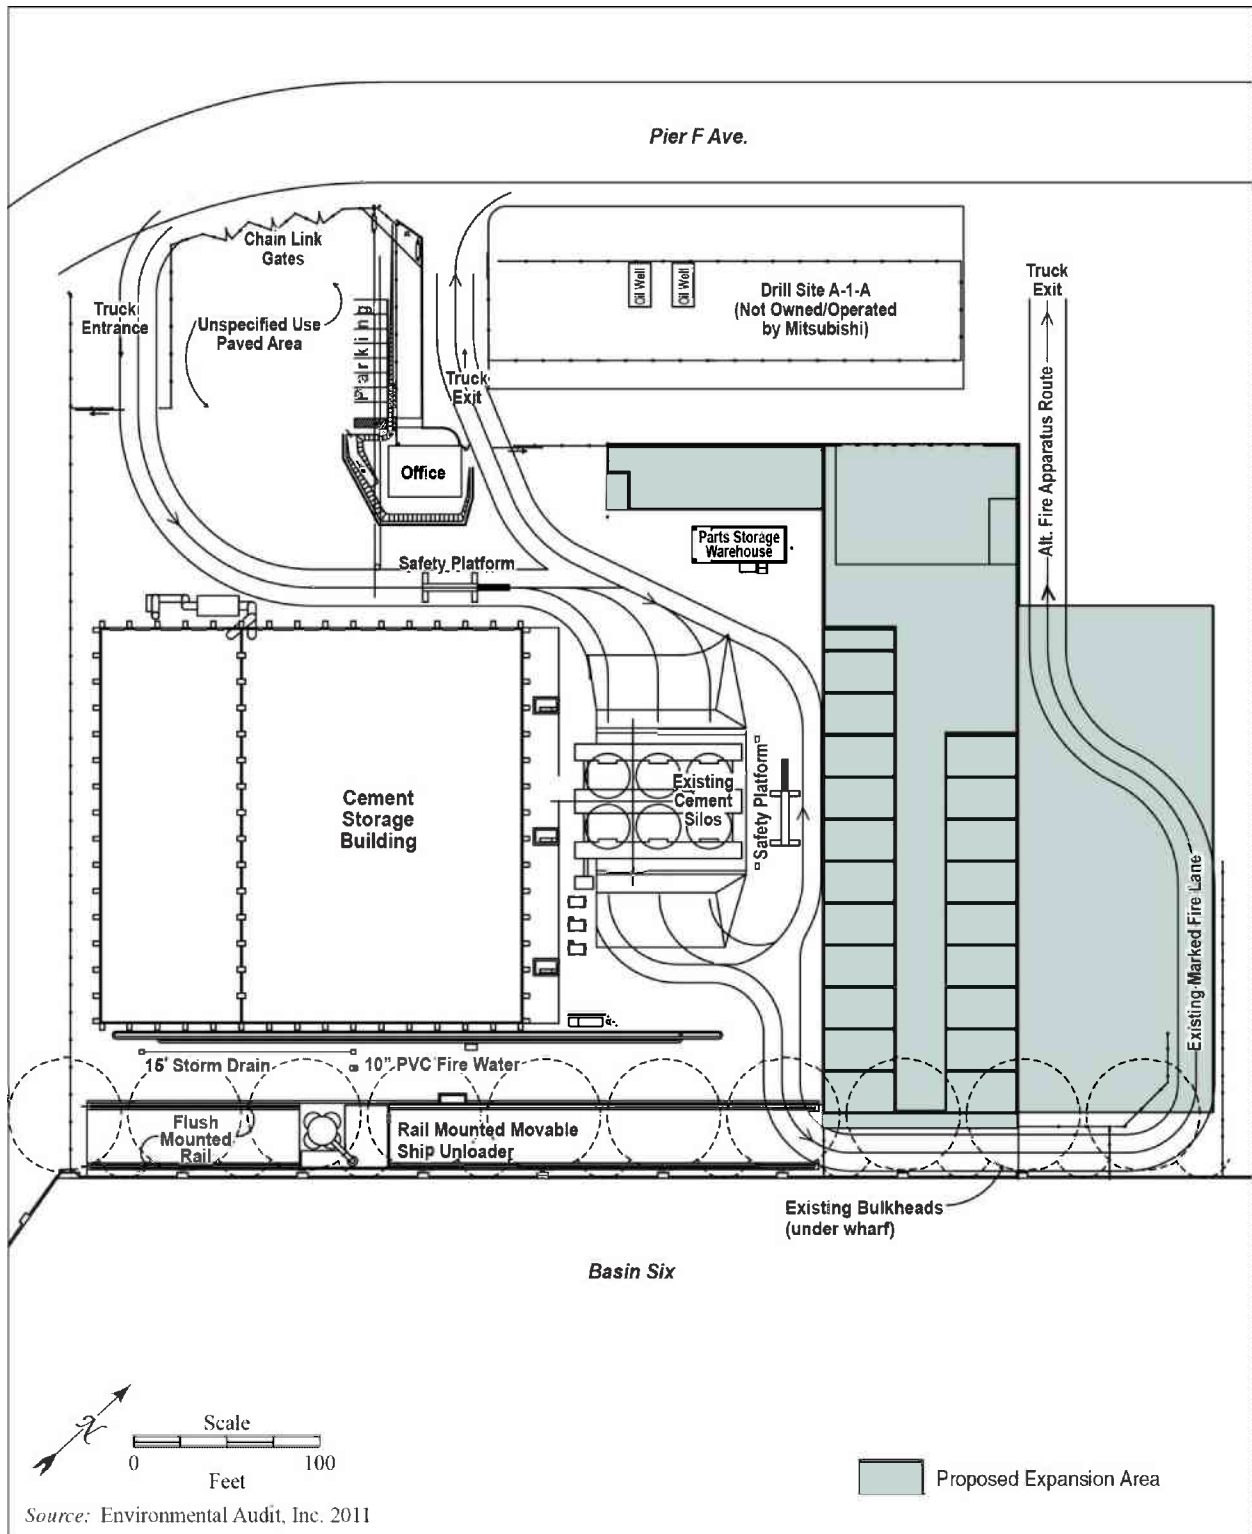 Pier F Ave.
Chain Link
Gates
Truck
Entrance
Unspecified Use
Paved Area
Parking
Truck
Exit
Oil Well
Oil Well
Drill Site A-1-A
(Not Owned/Operated
by Mitsubishi)
Truck
Exit
Alt. Fire Apparatus Route
Office
Parts Storage
Warehouse
Safety Platform
Cement
Storage
Building
Existing
Cement
Silos
Safety Platform
Existing Marked Fire Lane
15' Storm Drain
10" PVC Fire Water
Flush
Mounted
Rail
Rail Mounted Movable
Ship Unloader
Existing Bulkheads
(under wharf)
Basin Six
N
Scale
0 100
Feet
Proposed Expansion Area
Source: Environmental Audit, Inc. 2011